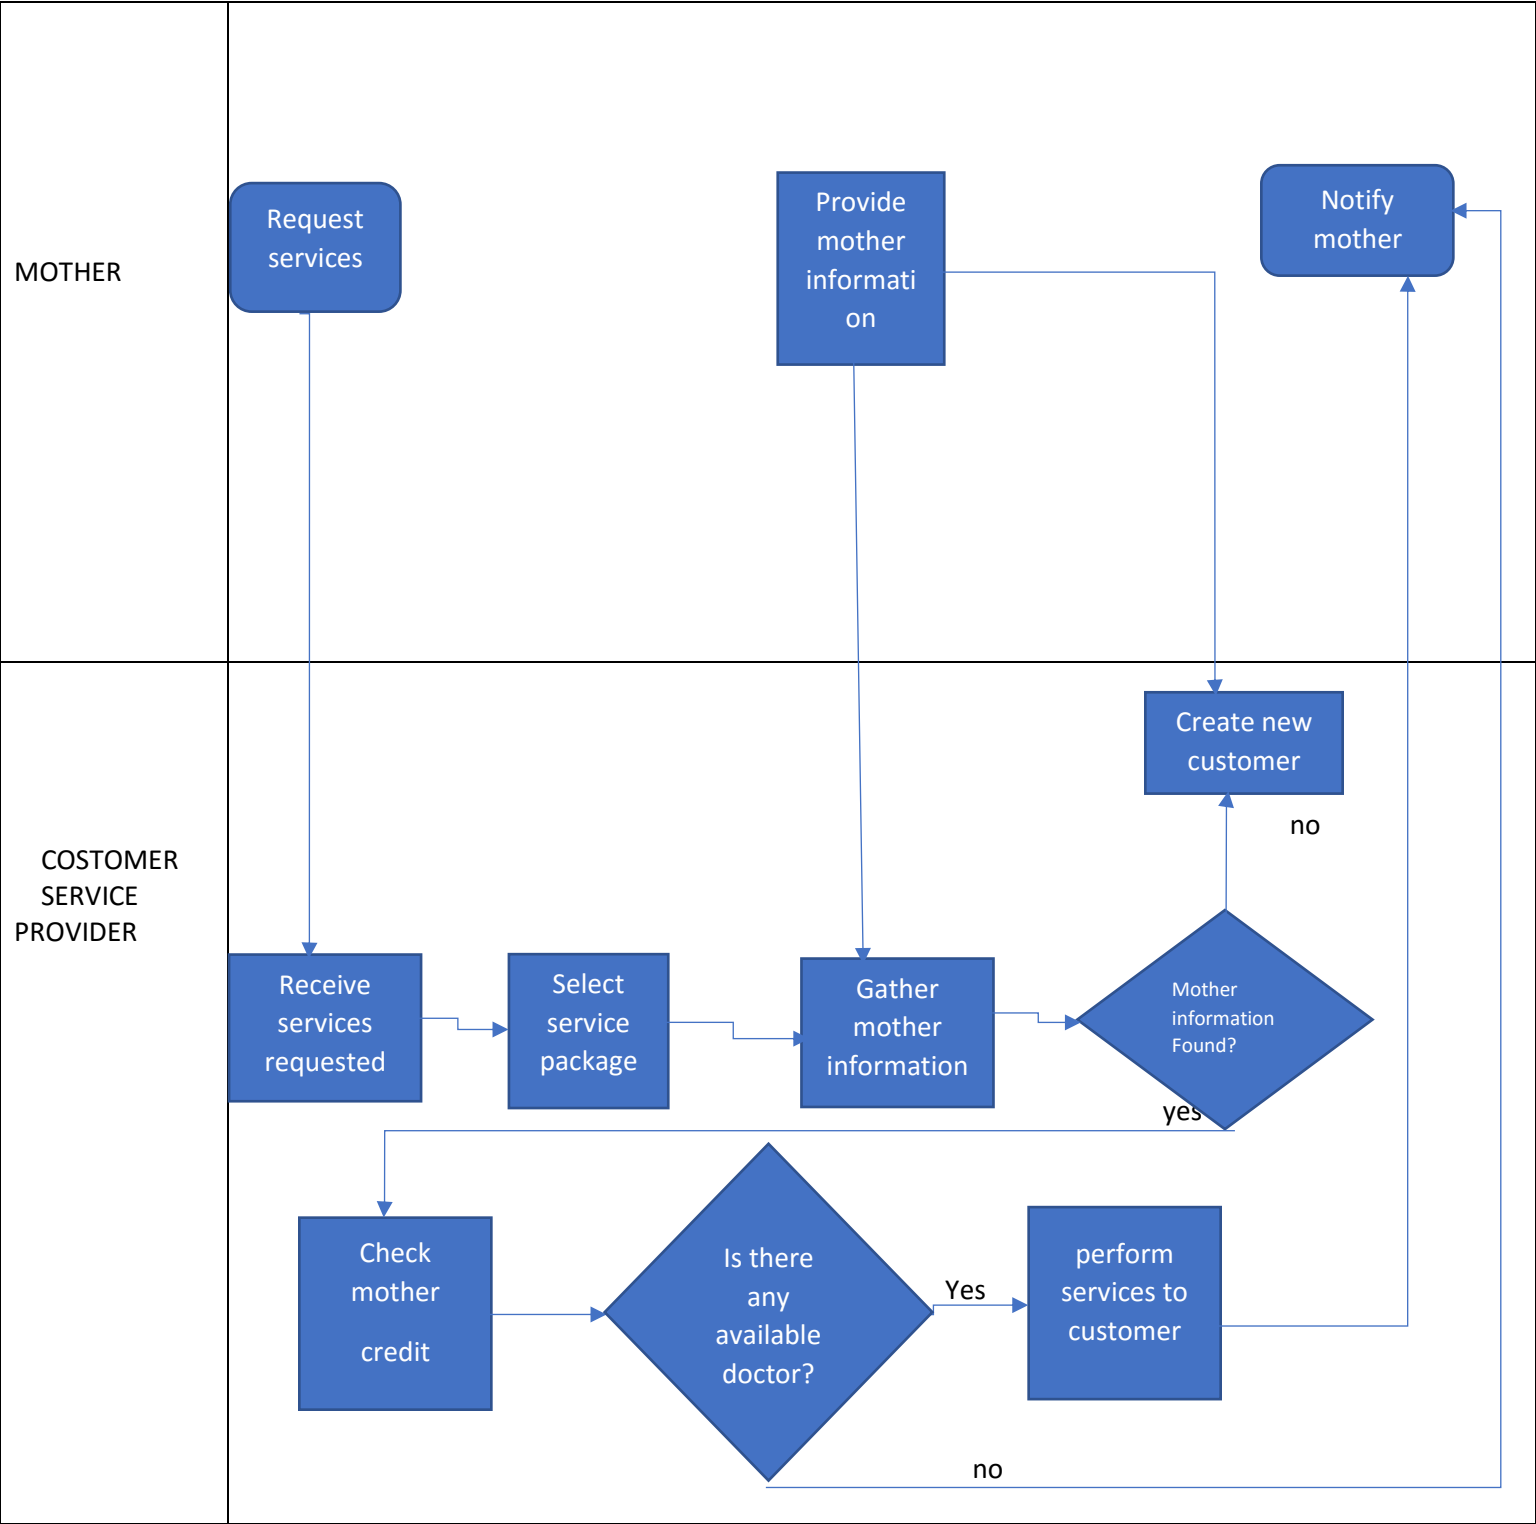 MOTHER
Request
services
Provide
mother
informati
on
Notify
mother
COSTOMER
SERVICE
PROVIDER
Create new
customer
no
Receive
services
requested
Select
service
package
Gather
mother
information
Mother
information
Found?
yes
Check
mother
credit
Is there
any
available
doctor?
Yes
perform
services to
customer
no